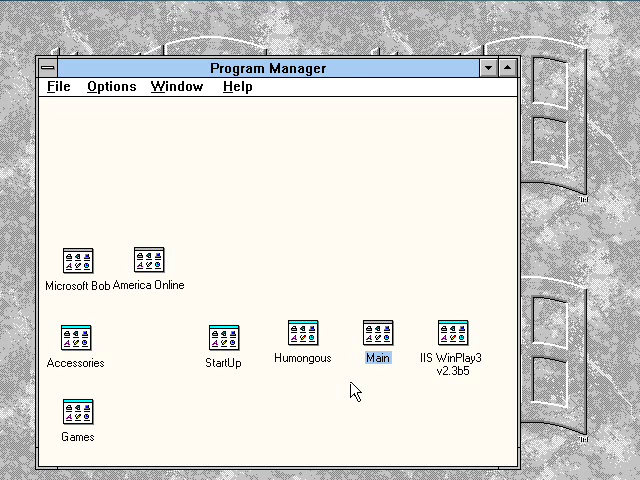 Program Manager
File Options Window Help
Microsoft Bob
America Online
Accessories
StartUp
Humongous
Main
IIS WinPlay3
v2.3b5
Games